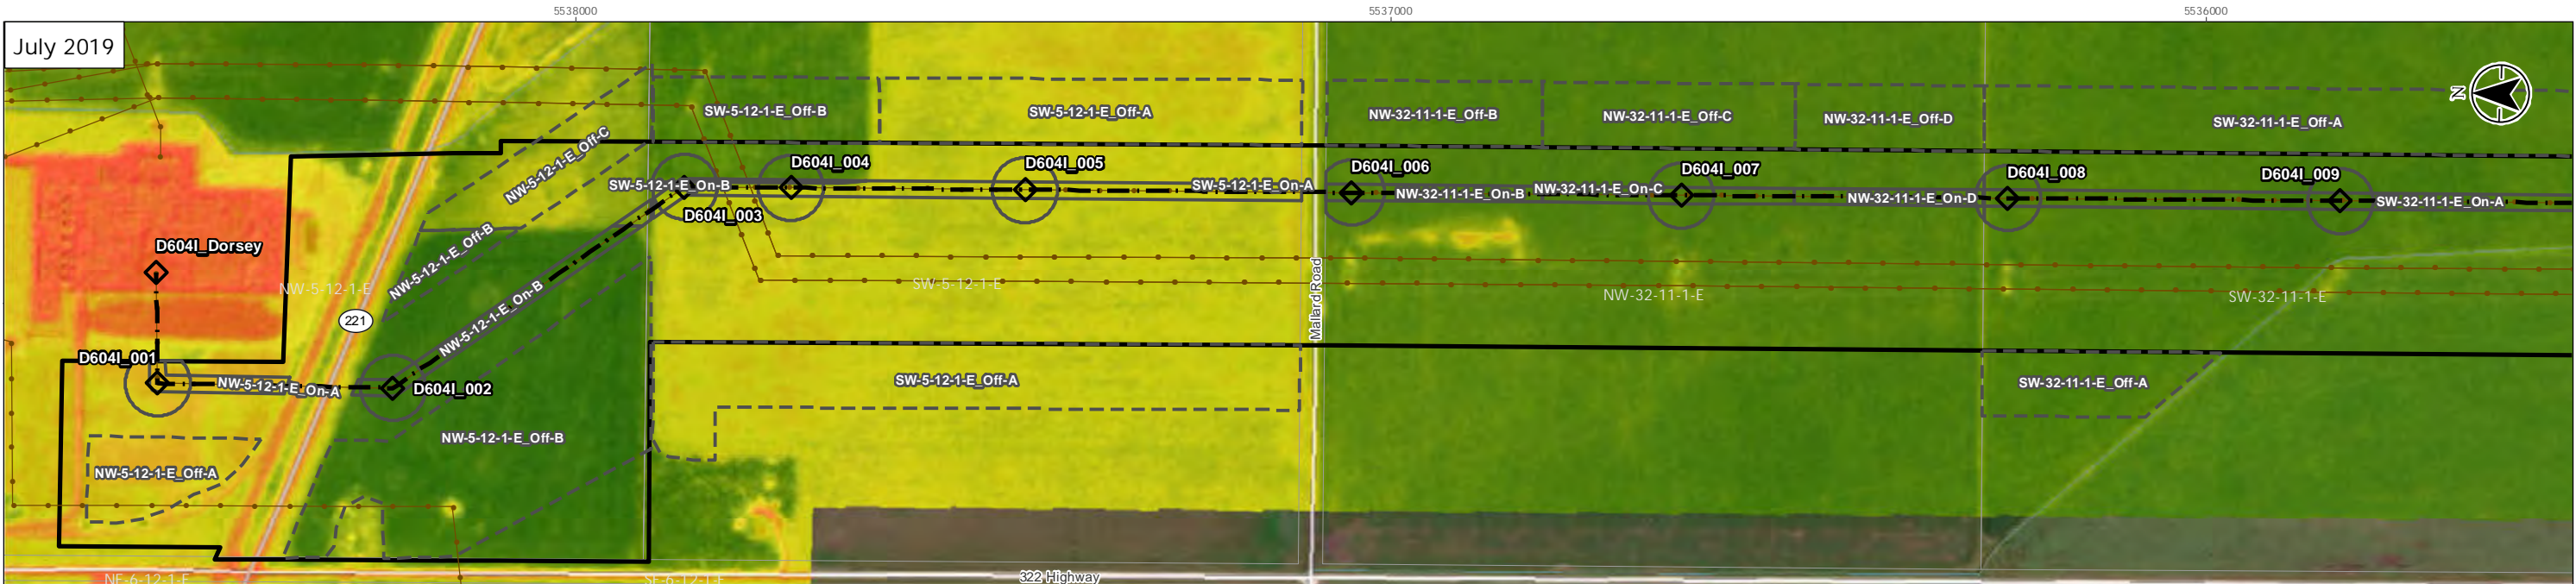 5538000 5537000 5536000
July 2019
N
SW-5-12-1-E_Off-B
SW-5-12-1-E_Off-A
NW-32-11-1-E_Off-B
NW-32-11-1-E_Off-C
NW-32-11-1-E_Off-D
SW-32-11-1-E_Off-A
NW-5-12-1-E_Off-C
D604I_004
D604I_005
D604I_006
D604I_007
D604I_008
D604I_009
SW-5-12-1-E_On-B
SW-5-12-1-E_On-A
NW-32-11-1-E_On-B
NW-32-11-1-E_On-C
NW-32-11-1-E_On-D
SW-32-11-1-E_On-A
D604I_003
D604I_Dorsey
NW-5-12-1-E_Off-B
NW-5-12-1-E
SW-5-12-1-E
Mallard Road
NW-32-11-1-E
SW-32-11-1-E
221
NW-5-12-1-E_On-B
D604I_001
NW-5-12-1-E_On-A
D604I_002
SW-5-12-1-E_Off-A
SW-32-11-1-E_Off-A
NW-5-12-1-E_Off-B
NW-5-12-1-E_Off-A
NE-6-12-1-E
SE-6-12-1-E
322 Highway